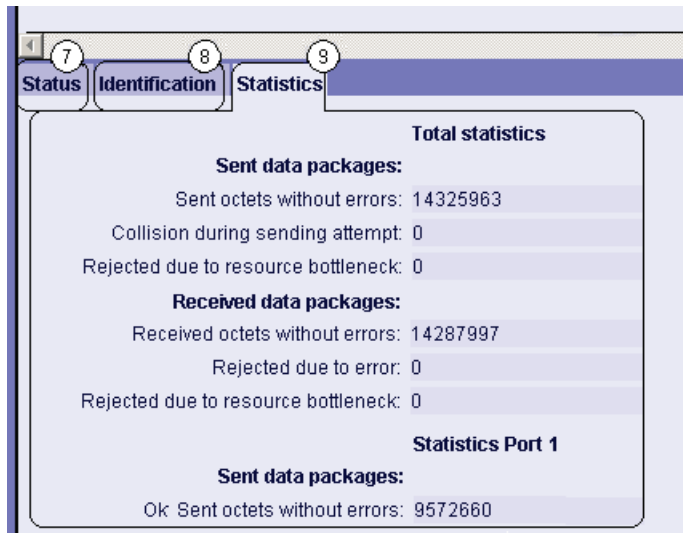 7 8 9
Status Identification Statistics
Total statistics
Sent data packages:
Sent octets without errors: 14325963
Collision during sending attempt: 0
Rejected due to resource bottleneck: 0
Received data packages:
Received octets without errors: 14287997
Rejected due to error: 0
Rejected due to resource bottleneck: 0
Statistics Port 1
Sent data packages:
Ok Sent octets without errors: 9572660